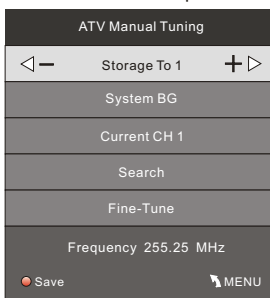 ATV Manual Tuning
Storage To 1
System BG
Current CH 1
Search
Fine-Tune
Frequency 255.25 MHz
Save MENU